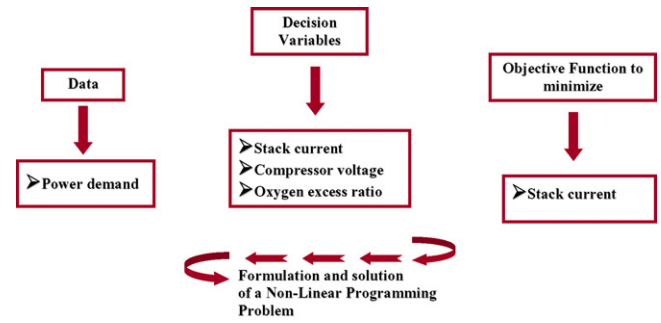 Decision
Variables
Data
Objective Function to
minimize
➤Power demand
➤Stack current
➤Compressor voltage
➤Oxygen excess ratio
➤Stack current
Formulation and solution
of a Non-Linear Programming
Problem